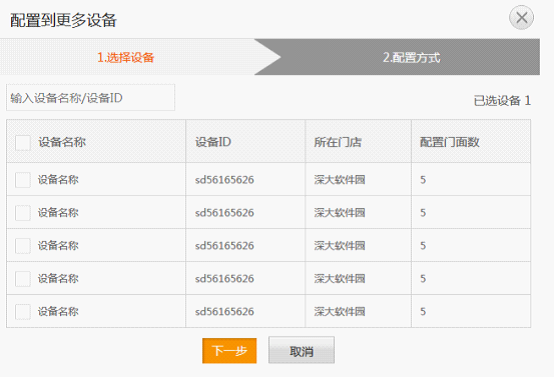 配置到更多设备
1.选择设备 2.配置方式
输入设备名称/设备ID
已选设备 1
设备名称 设备ID 所在门店 配置门面数
设备名称 sd56165626 深大软件园 5
设备名称 sd56165626 深大软件园 5
设备名称 sd56165626 深大软件园 5
设备名称 sd56165626 深大软件园 5
设备名称 sd56165626 深大软件园 5
下一步 取消